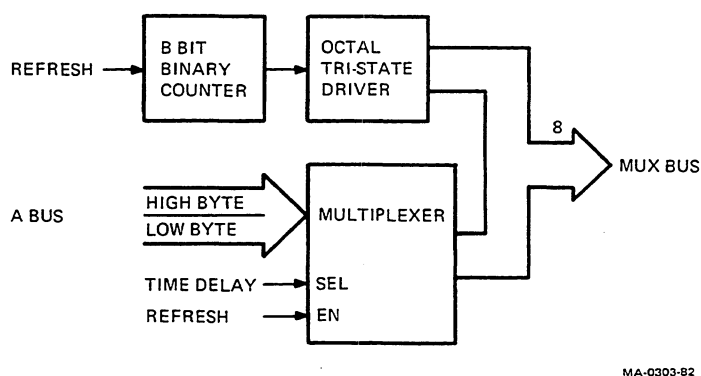 REFRESH
B BIT
BINARY
COUNTER
OCTAL
TRI-STATE
DRIVER
8
MUX BUS
A BUS
HIGH BYTE
LOW BYTE
MULTIPLEXER
TIME DELAY
SEL
REFRESH
EN
MA-0303-82